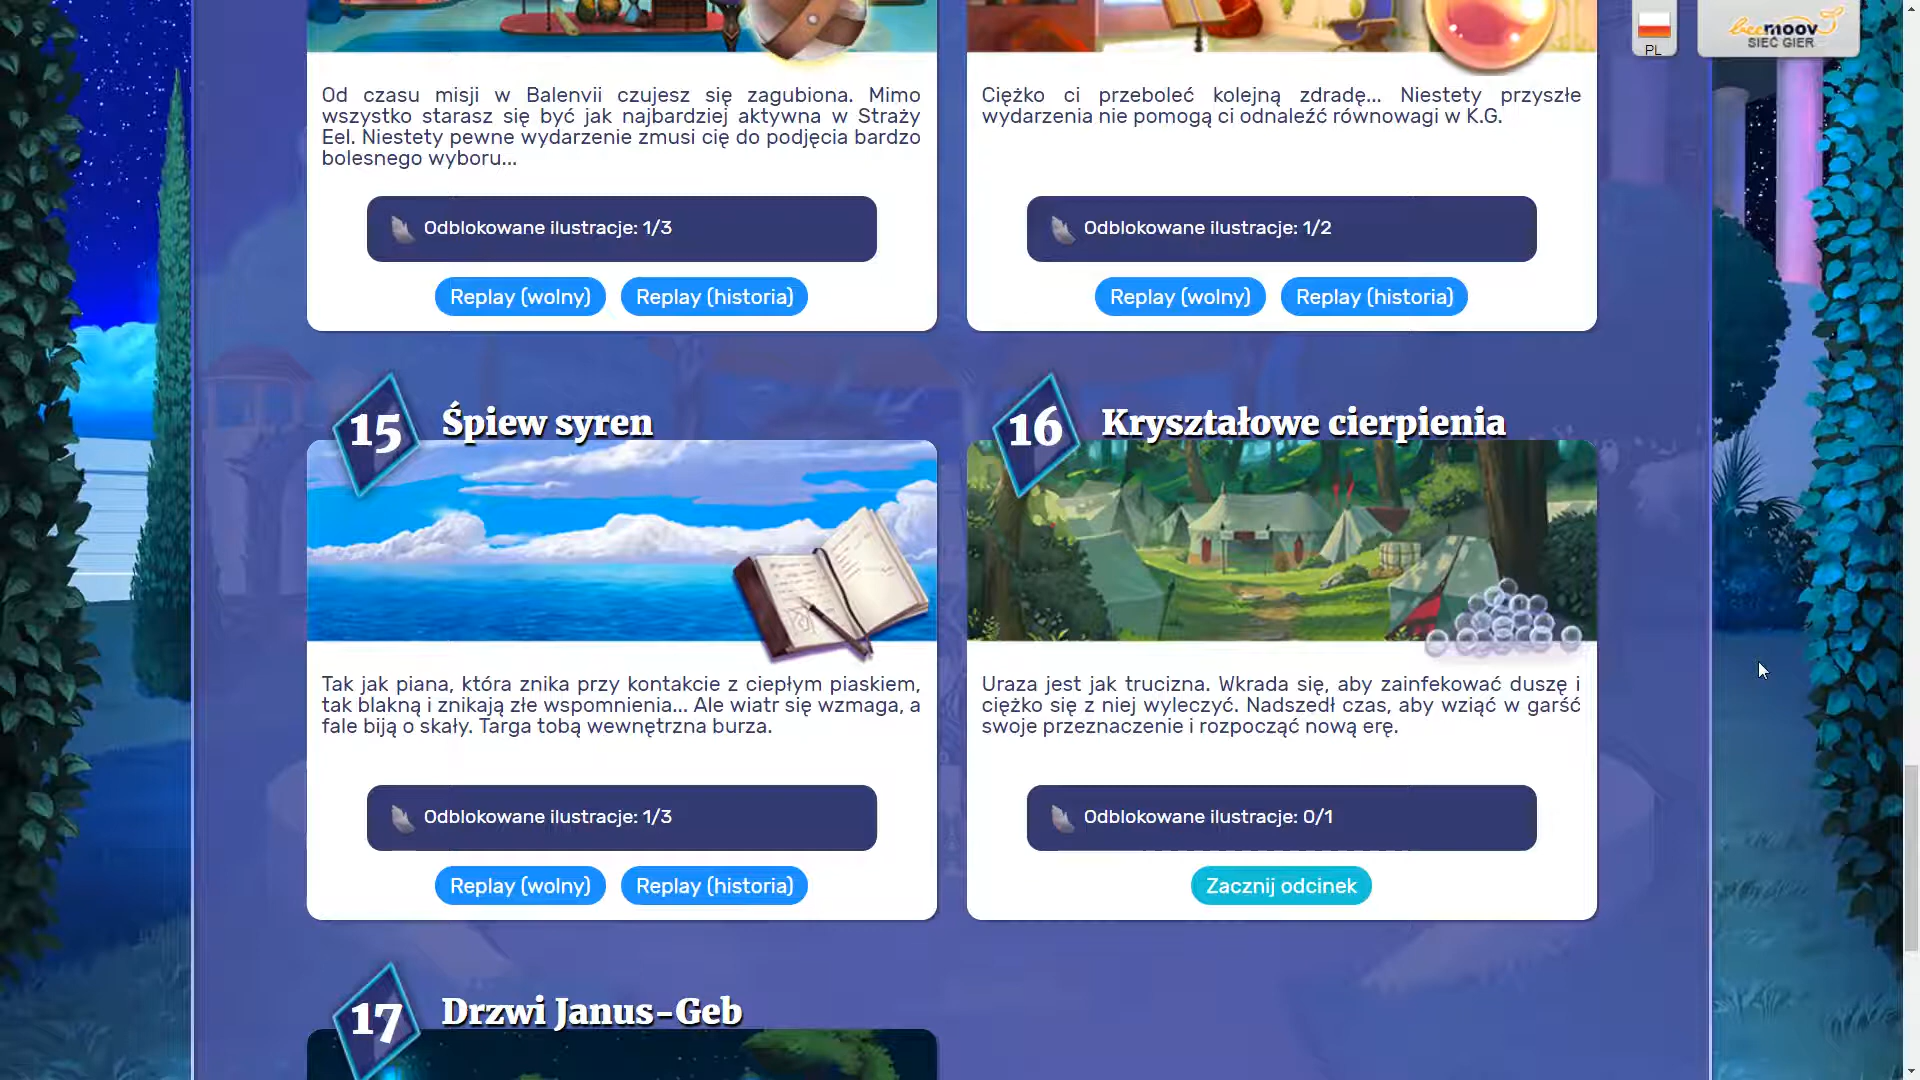 PL
beemoov
SIEĆ GIER
Od czasu misji w Balenvii czujesz się zagubiona. Mimo
wszystko starasz się być jak najbardziej aktywna w Straży
Eel. Niestety pewne wydarzenie zmusi cię do podjęcia bardzo
bolesnego wyboru...
Odblokowane ilustracje: 1/3
Replay (wolny)
Replay (historia)
Ciężko ci przeboleć kolejną zdradę... Niestety przyszłe
wydarzenia nie pomogą ci odnaleźć równowagi w K.G.
Odblokowane ilustracje: 1/2
Replay (wolny)
Replay (historia)
15
Śpiew syren
Tak jak piana, która znika przy kontakcie z ciepłym piaskiem,
tak blakną i znikają złe wspomnienia... Ale wiatr się wzmaga, a
fale biją o skały. Targa tobą wewnętrzna burza.
Odblokowane ilustracje: 1/3
Replay (wolny)
Replay (historia)
16
Kryształowe cierpienia
Uraza jest jak trucizna. Wkrada się, aby zainfekować duszę i
ciężko się z niej wyleczyć. Nadszedł czas, aby wziąć w garść
swoje przeznaczenie i rozpocząć nową erę.
Odblokowane ilustracje: 0/1
Zacznij odcinek
17
Drzwi Janus-Geb